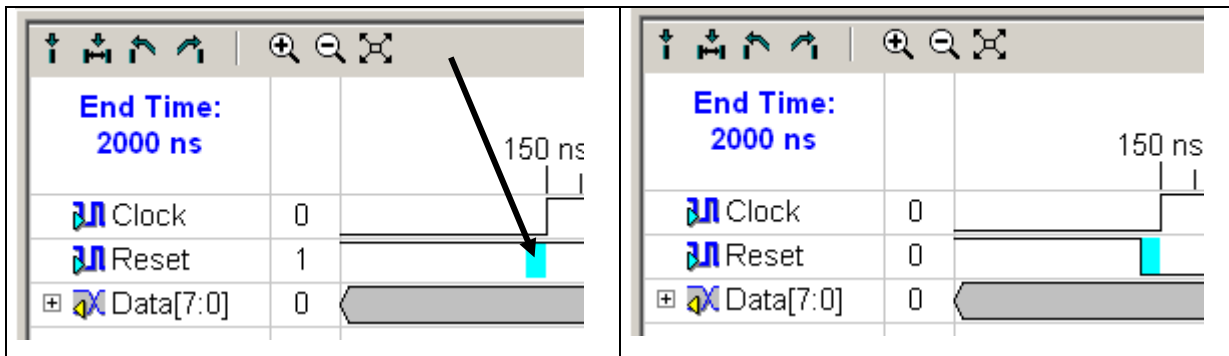 End Time:
2000 ns
150 ns
Clock 0
Reset 1
Data[7:0] 0
End Time:
2000 ns
150 ns
Clock 0
Reset 0
Data[7:0] 0